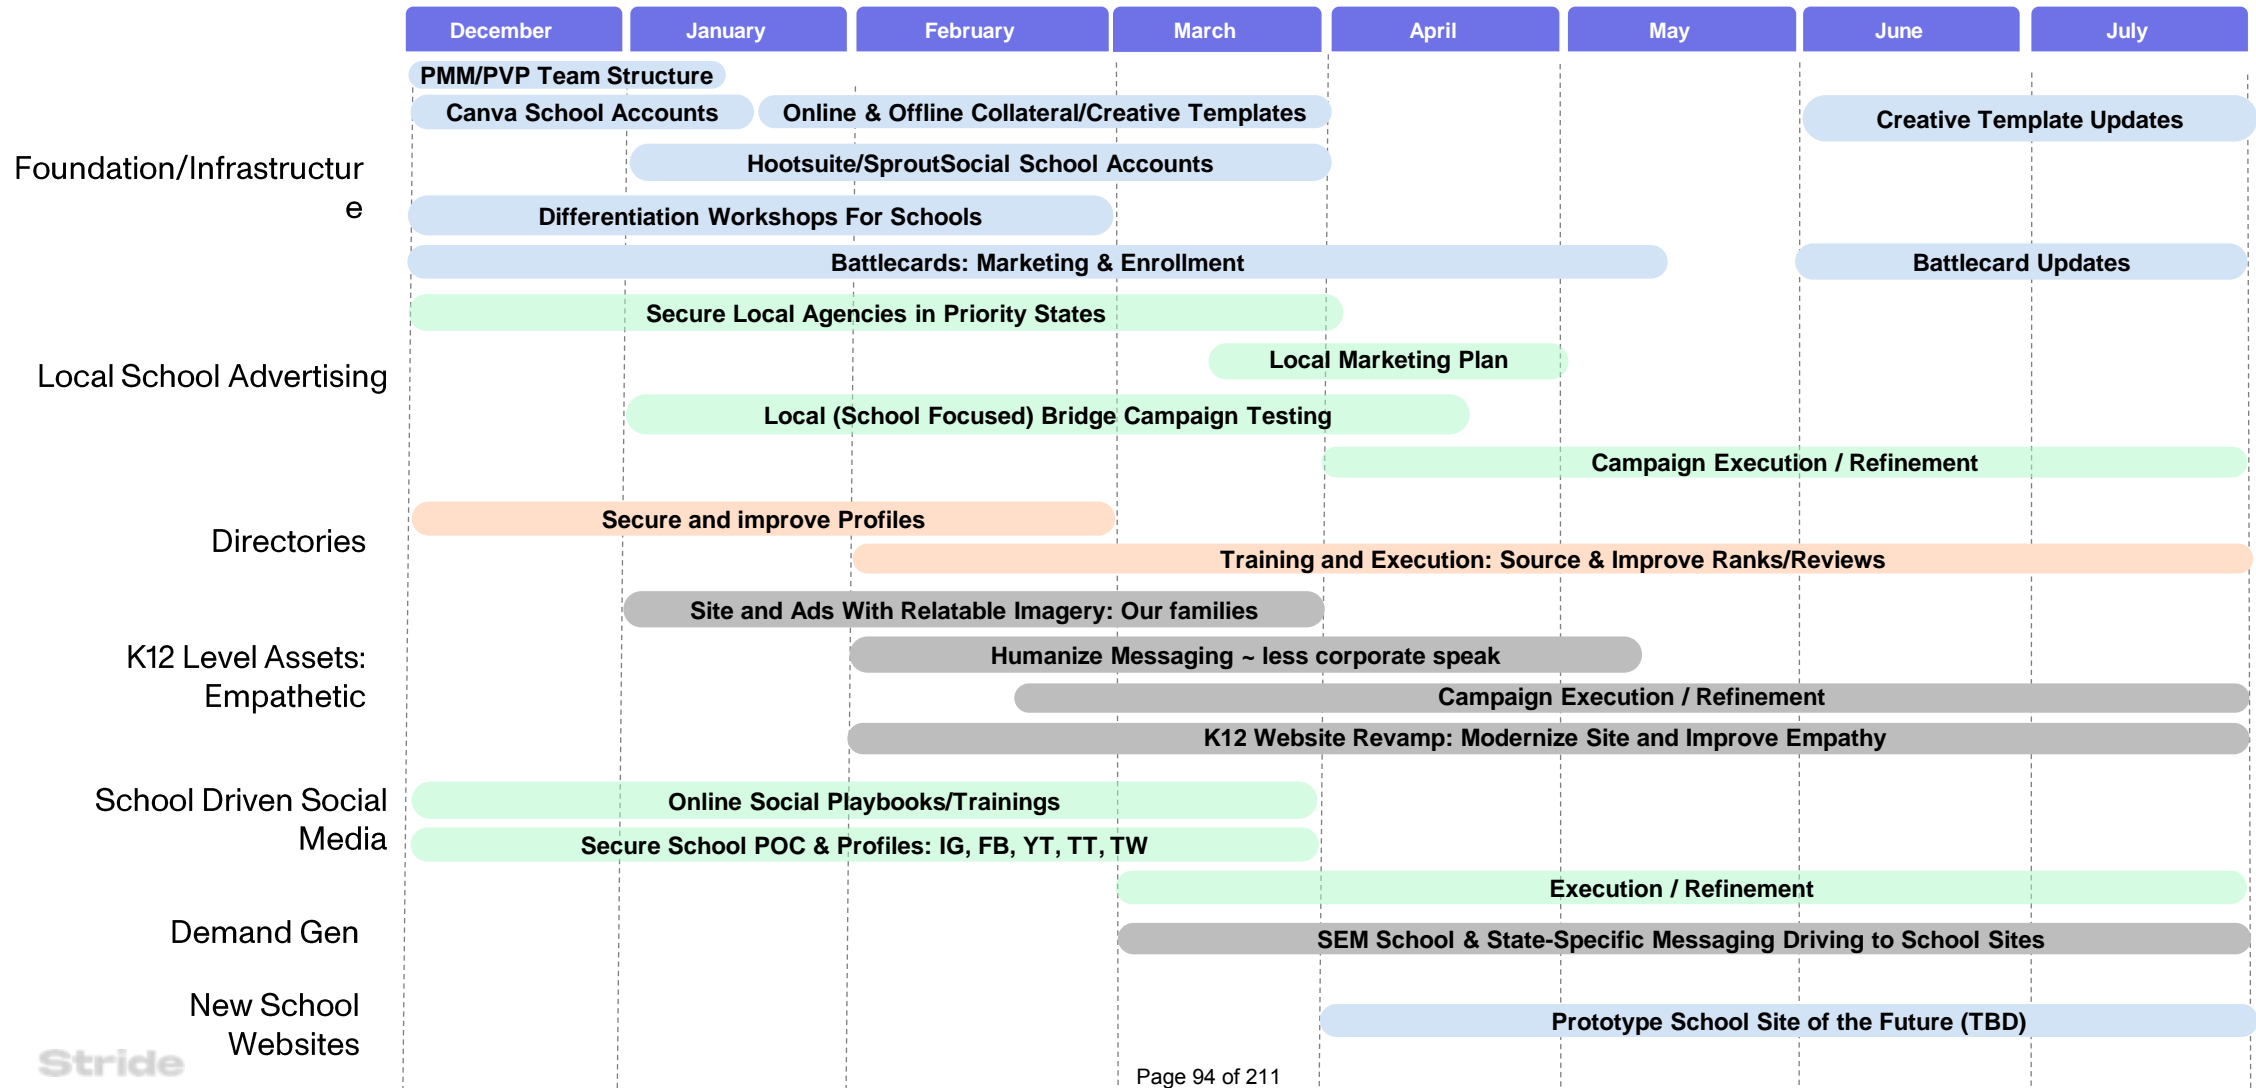 December
January
February
March
April
May
June
July
PMM/PVP Team Structure
Canva School Accounts
Online & Offline Collateral/Creative Templates
Creative Template Updates
Foundation/Infrastructur
e
Hootsuite/SproutSocial School Accounts
Differentiation Workshops For Schools
Battlecards: Marketing & Enrollment
Battlecard Updates
Local School Advertising
Secure Local Agencies in Priority States
Local Marketing Plan
Local (School Focused) Bridge Campaign Testing
Campaign Execution / Refinement
Directories
Secure and improve Profiles
Training and Execution: Source & Improve Ranks/Reviews
K12 Level Assets:
Empathetic
Site and Ads With Relatable Imagery: Our families
Humanize Messaging ~ less corporate speak
Campaign Execution / Refinement
K12 Website Revamp: Modernize Site and Improve Empathy
School Driven Social
Media
Online Social Playbooks/Trainings
Secure School POC & Profiles: IG, FB, YT, TT, TW
Execution / Refinement
Demand Gen
SEM School & State-Specific Messaging Driving to School Sites
New School
Websites
Prototype School Site of the Future (TBD)
Stride
Page 94 of 211